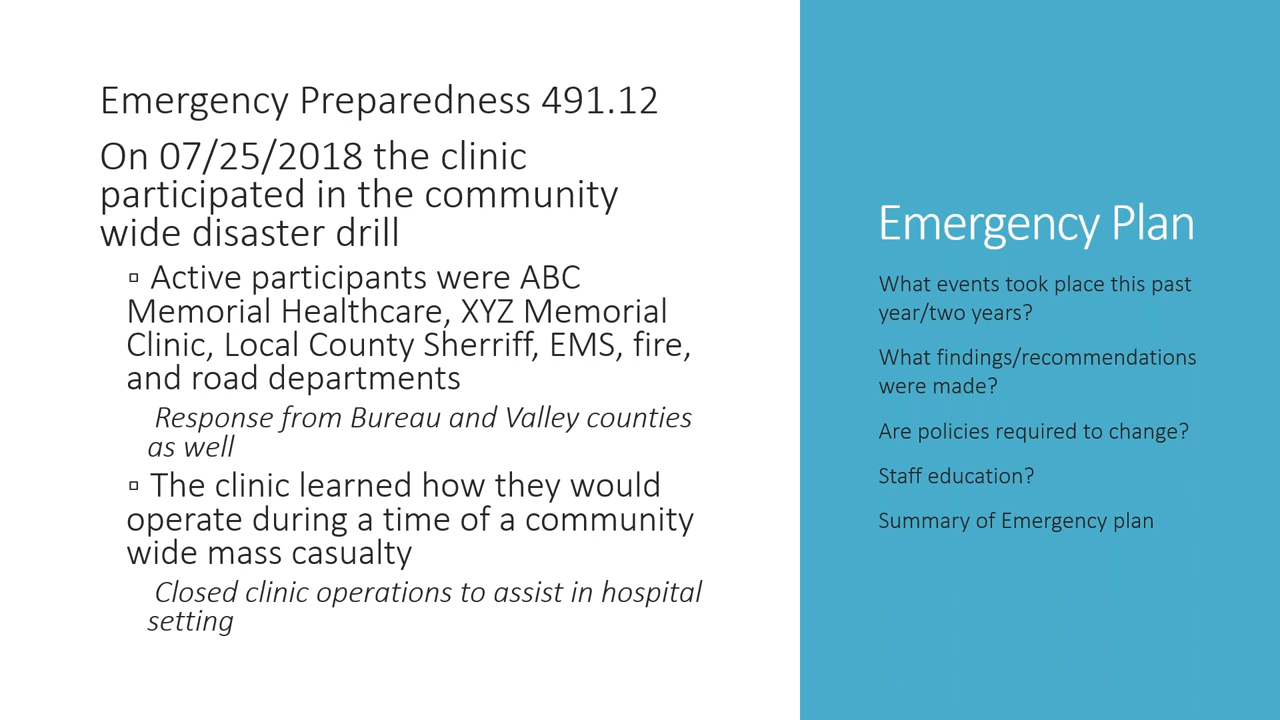 Emergency Preparedness 491.12
On 07/25/2018 the clinic
participated in the community
wide disaster drill
▫ Active participants were ABC
Memorial Healthcare, XYZ Memorial
Clinic, Local County Sherriff, EMS, fire,
and road departments
Response from Bureau and Valley counties
as well
▫ The clinic learned how they would
operate during a time of a community
wide mass casualty
Closed clinic operations to assist in hospital
setting
Emergency Plan
What events took place this past
year/two years?
What findings/recommendations
were made?
Are policies required to change?
Staff education?
Summary of Emergency plan